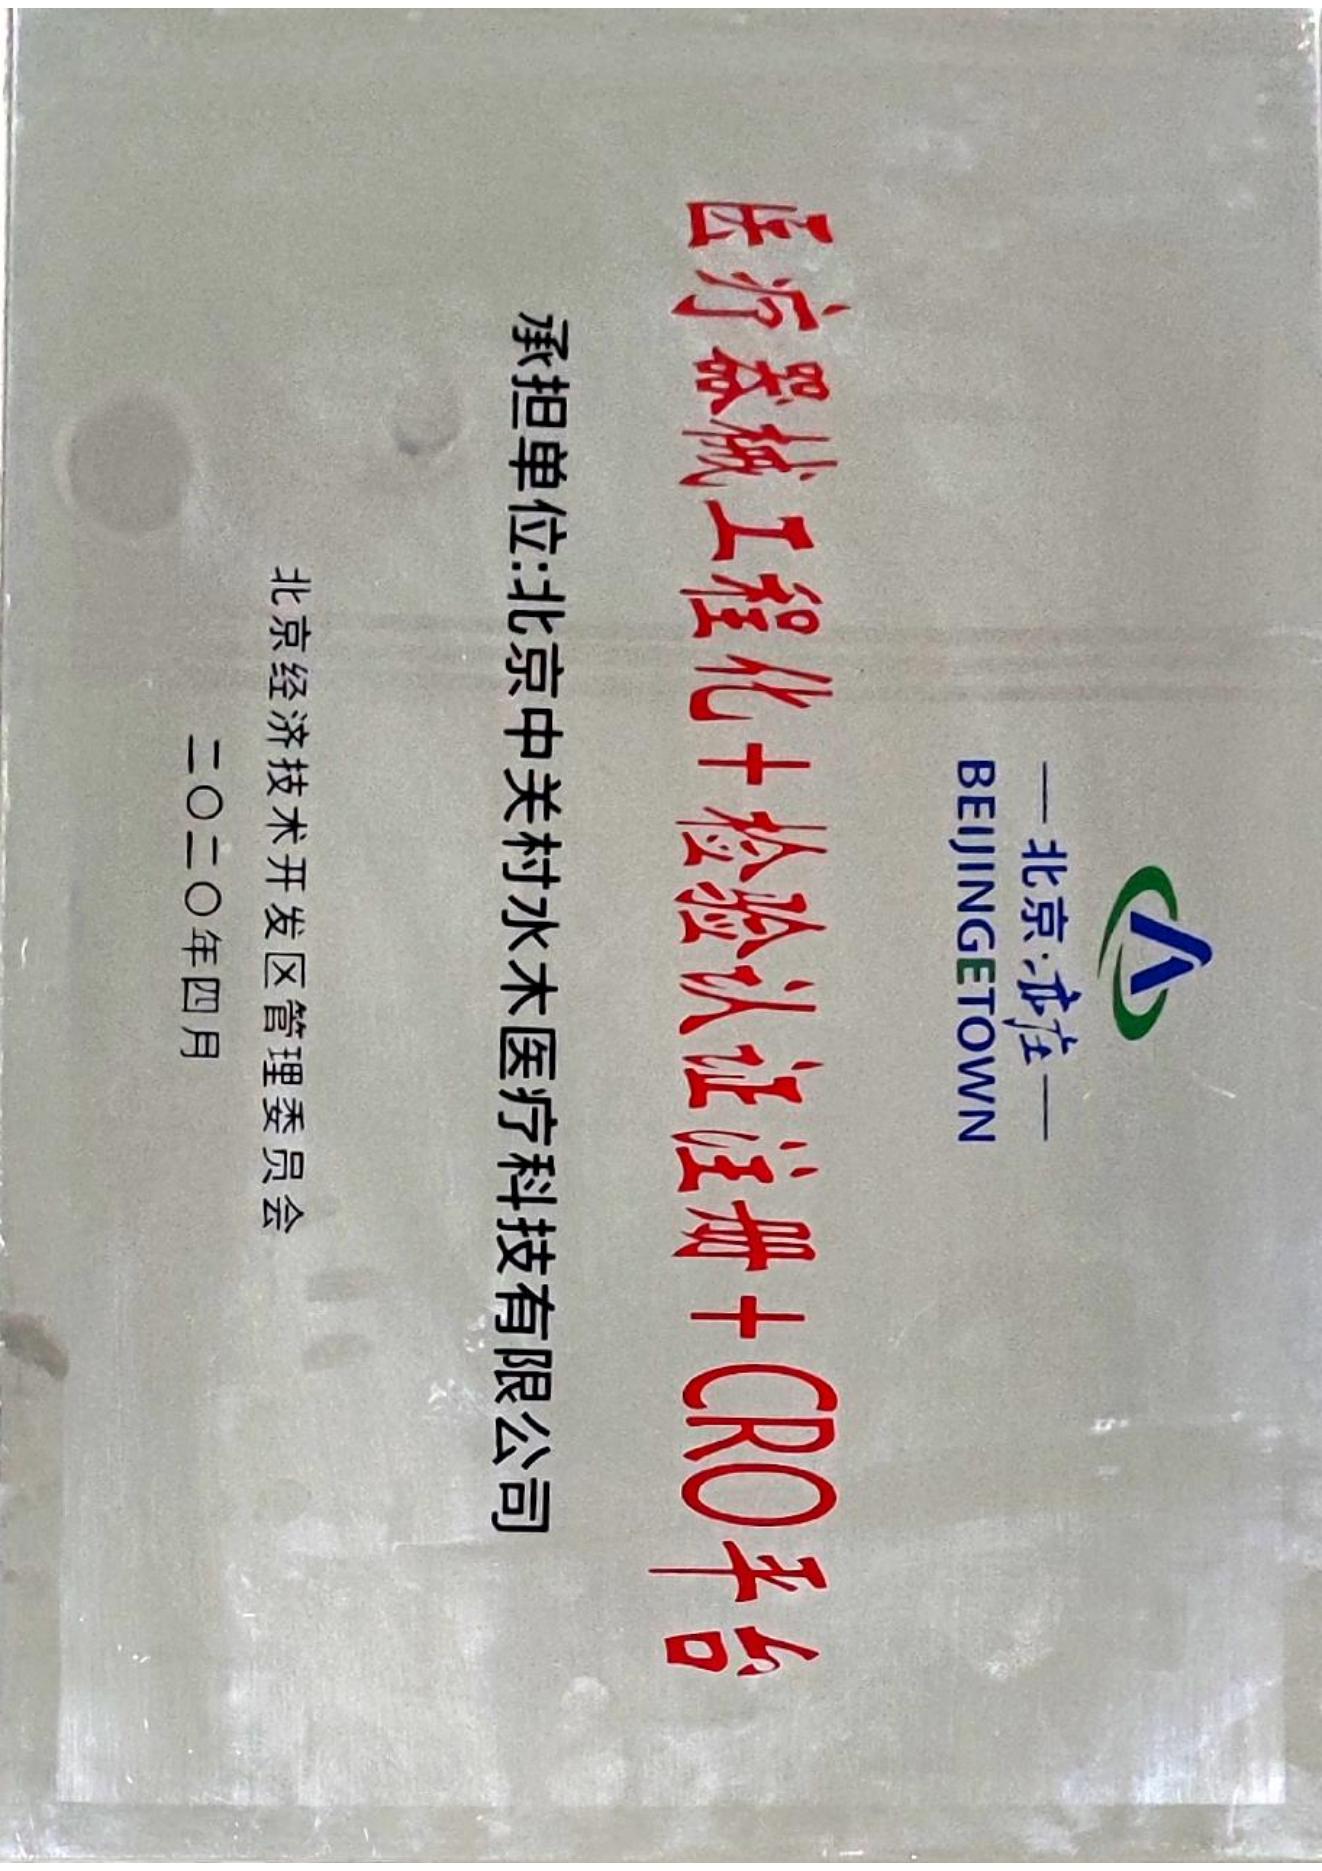 北京·亦庄
BEIJINGETOWN
医疗器械工程化+检验认证注册+CRO平台
承担单位:北京中关村水木医疗科技有限公司
北京经济技术开发区管理委员会
二〇二〇年四月